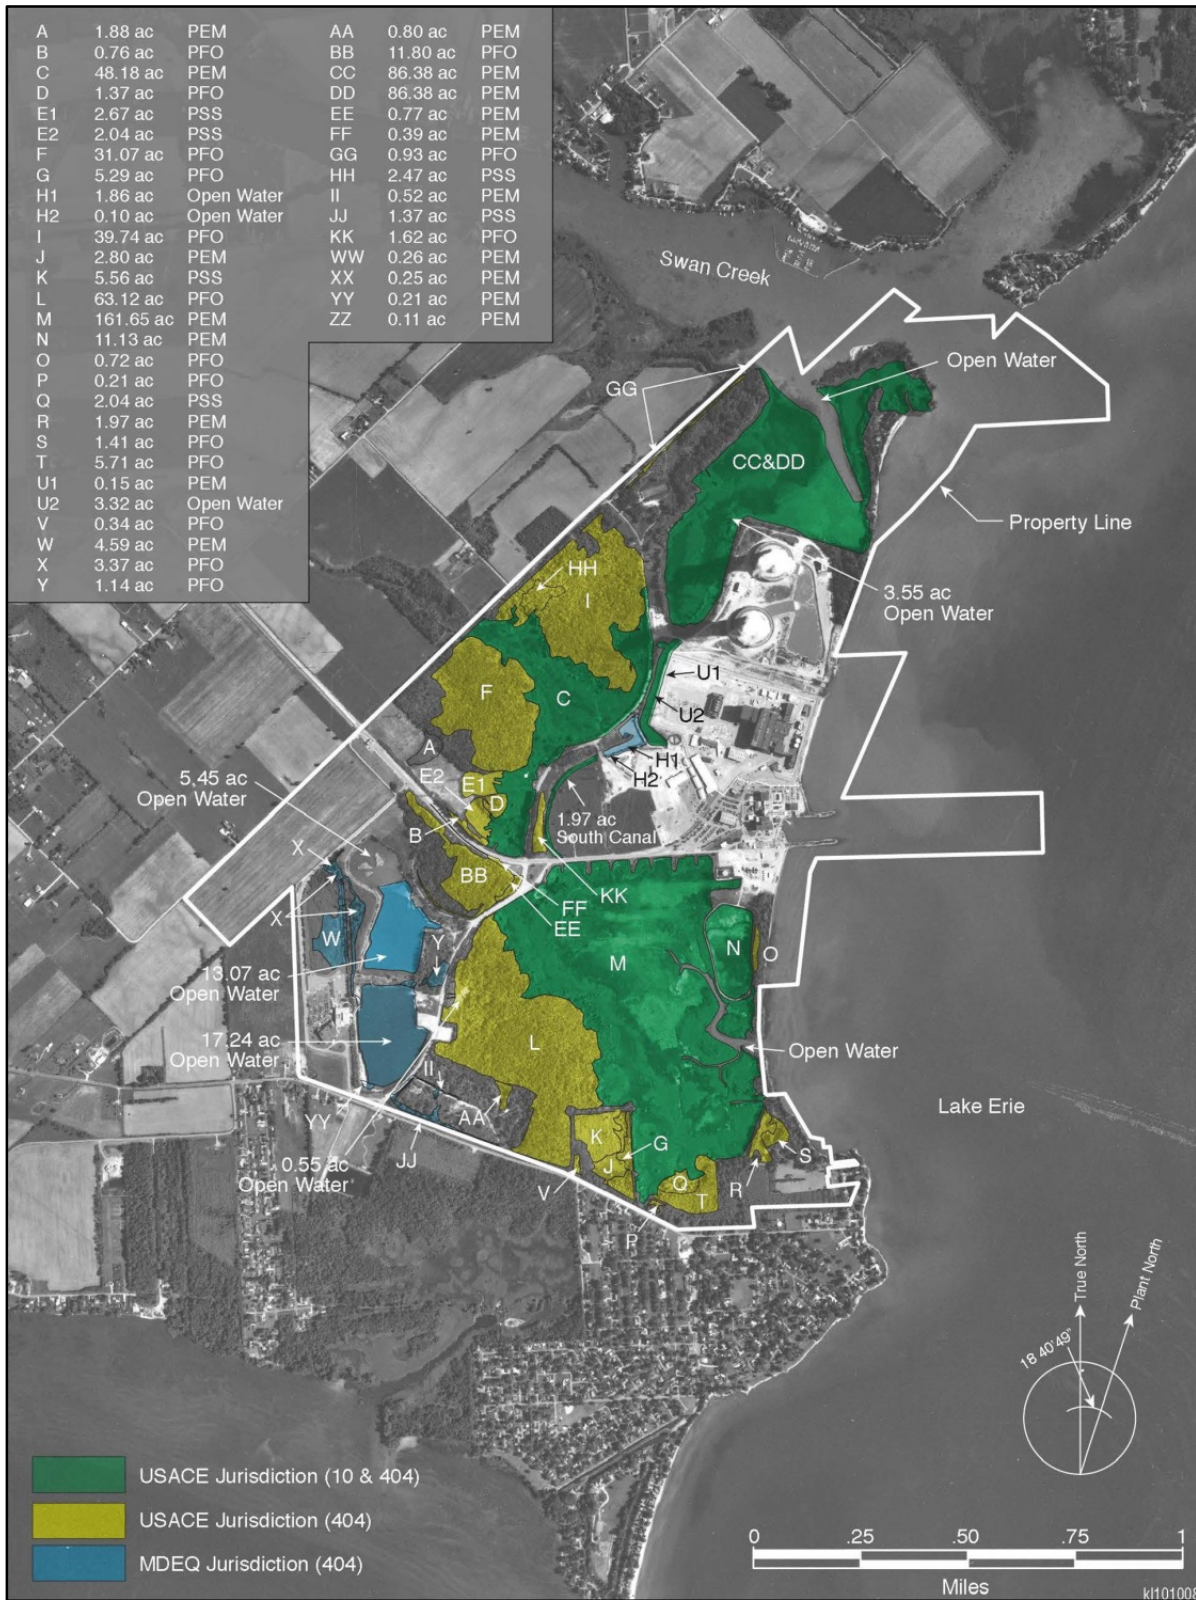 A 1.88 ac PEM
B 0.76 ac PFO
C 48.18 ac PEM
D 1.37 ac PFO
E1 2.67 ac PSS
E2 2.04 ac PSS
F 31.07 ac PFO
G 5.29 ac PFO
H1 1.86 ac Open Water
H2 0.10 ac Open Water
I 39.74 ac PFO
J 2.80 ac PEM
K 5.56 ac PSS
L 63.12 ac PFO
M 161.65 ac PEM
N 11.13 ac PEM
O 0.72 ac PFO
P 0.21 ac PFO
Q 2.04 ac PSS
R 1.97 ac PEM
S 1.41 ac PFO
T 5.71 ac PFO
U1 0.15 ac PEM
U2 3.32 ac Open Water
V 0.34 ac PFO
W 4.59 ac PEM
X 3.37 ac PFO
Y 1.14 ac PFO
AA 0.80 ac PEM
BB 11.80 ac PFO
CC 86.38 ac PEM
DD 86.38 ac PEM
EE 0.77 ac PEM
FF 0.39 ac PEM
GG 0.93 ac PFO
HH 2.47 ac PSS
II 0.52 ac PEM
JJ 1.37 ac PSS
KK 1.62 ac PFO
WW 0.26 ac PEM
XX 0.25 ac PEM
YY 0.21 ac PEM
ZZ 0.11 ac PEM
Swan Creek
Open Water
GG
CC&DD
Property Line
HH
I
3.55 ac
Open Water
U1
F
C
U2
A
H1
E2
E1
H2
5.45 ac
Open Water
D
1.97 ac
South Canal
B
X
BB
KK
FF
EE
X
W
Y
N
O
M
13.07 ac
Open Water
17.24 ac
Open Water
L
Open Water
II
AA
Lake Erie
YY
K
G
JJ
J
S
0.55 ac
Open Water
V
Q
R
T
P
True North
Plant North
18 40'49"
USACE Jurisdiction (10 & 404)
USACE Jurisdiction (404)
MDEQ Jurisdiction (404)
0 .25 .50 .75 1
Miles
kl101008